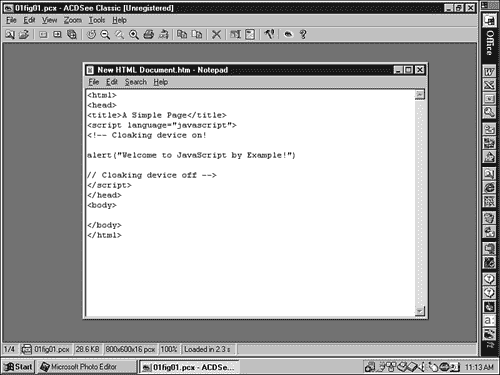 01fig01.pcx - ACDSee Classic [Unregistered]
File Edit View Zoom Tools Help
New HTML Document.htm - Notepad
File Edit Search Help
<html>
<head>
<title>A Simple Page</title>
<script language="javascript">
<!-- Cloaking device on!
alert("Welcome to JavaScript by Example!")
// Cloaking device off -->
</script>
</head>
<body>
</body>
</html>
Office
1/4 01fig01.pcx 28.6 KB 800x600x16 pcx 100% Loaded in 2.3 s
Start Microsoft Photo Editor 01fig01.pcx - ACDSe... 11:13 AM